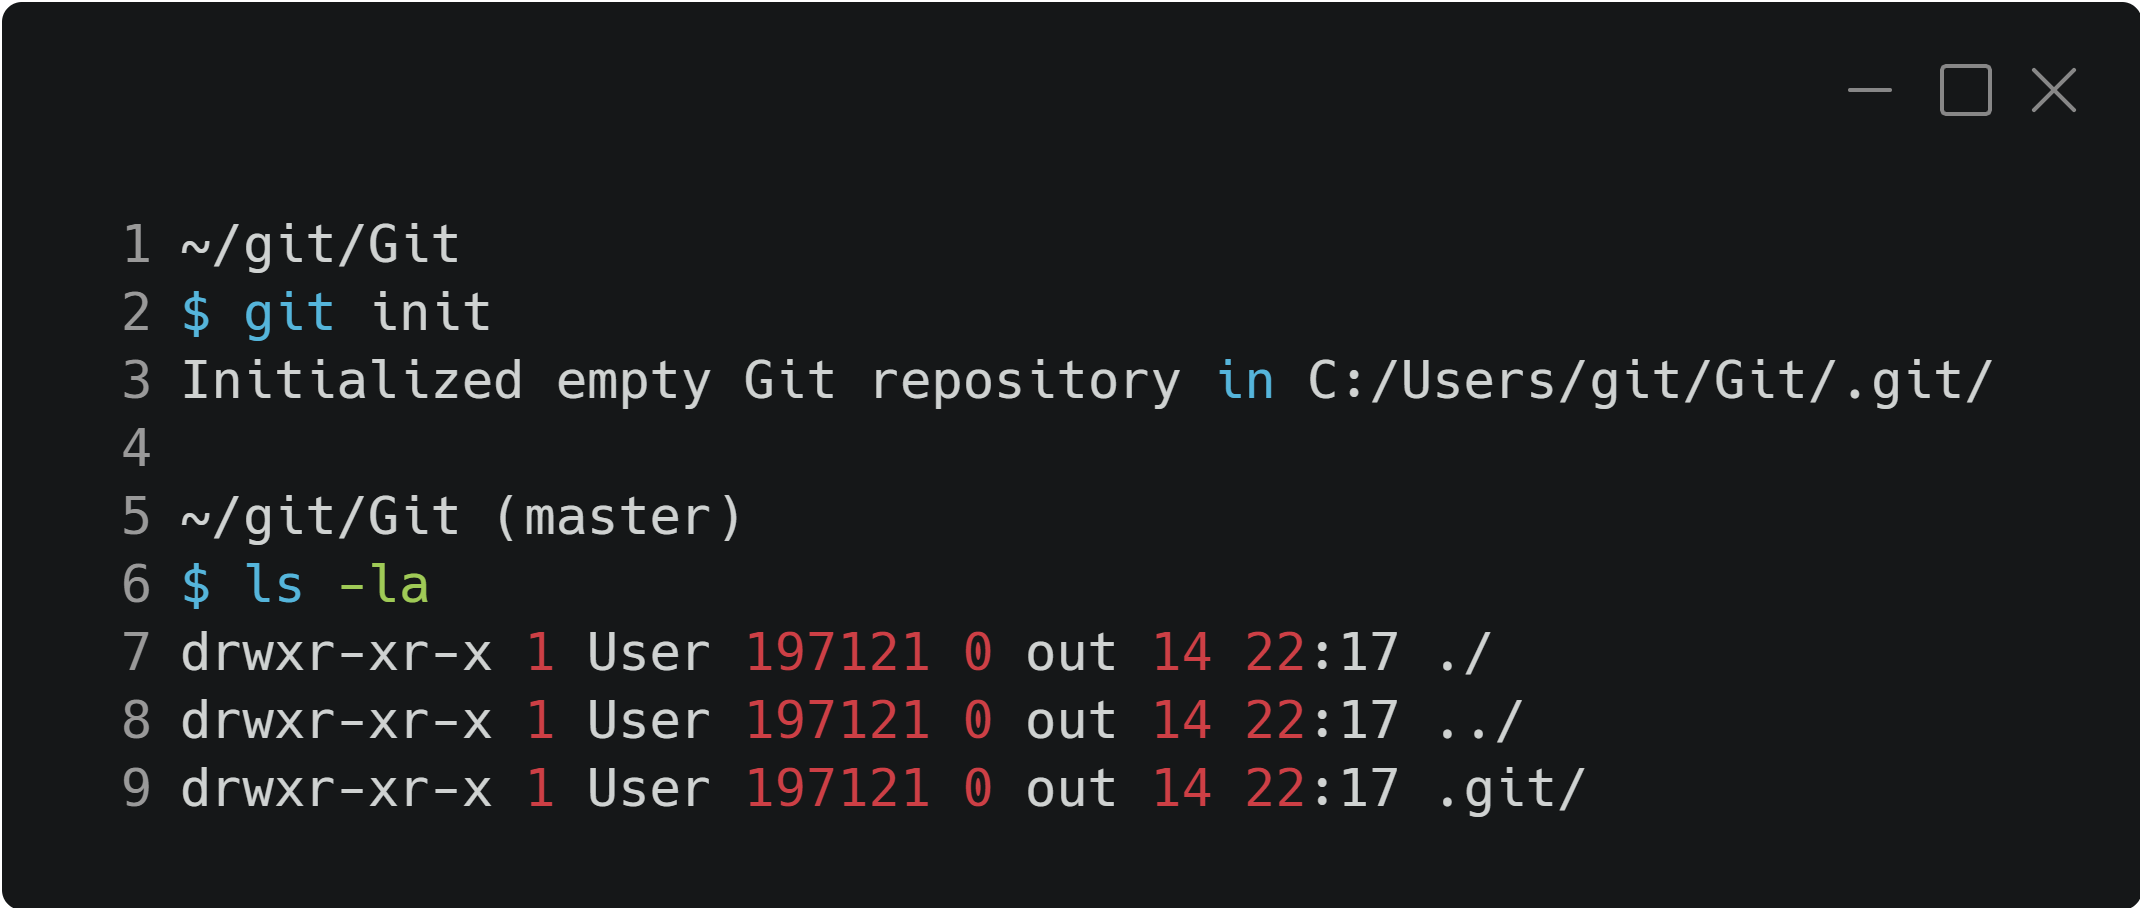 1 ~/git/Git
2 $ git init
3 Initialized empty Git repository in C:/Users/git/Git/.git/
4
5 ~/git/Git (master)
6 $ ls -la
7 drwxr-xr-x 1 User 197121 0 out 14 22:17 ./
8 drwxr-xr-x 1 User 197121 0 out 14 22:17 ../
9 drwxr-xr-x 1 User 197121 0 out 14 22:17 .git/